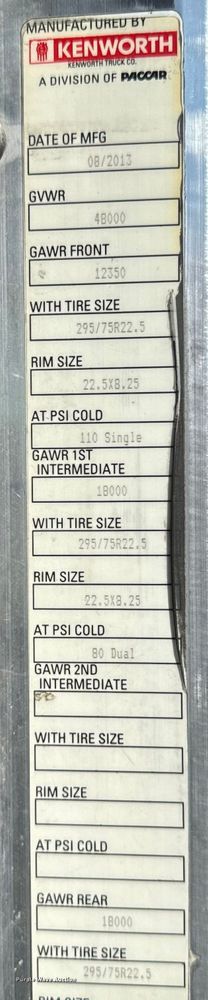 MANUFACTURED BY
KENWORTH
KENWORTH TRUCK CO.
A DIVISION OF PACCAR
DATE OF MFG
08/2013
GVWR
48000
GAWR FRONT
12350
WITH TIRE SIZE
295/75R22.5
RIM SIZE
22.5X8.25
AT PSI COLD
110 Single
GAWR 1ST
INTERMEDIATE
18000
WITH TIRE SIZE
295/75R22.5
RIM SIZE
22.5X8.25
AT PSI COLD
80 Dual
GAWR 2ND
INTERMEDIATE
WITH TIRE SIZE
RIM SIZE
AT PSI COLD
GAWR REAR
18000
WITH TIRE SIZE
295/75R22.5
Purple Wave Auction
RIM SIZE